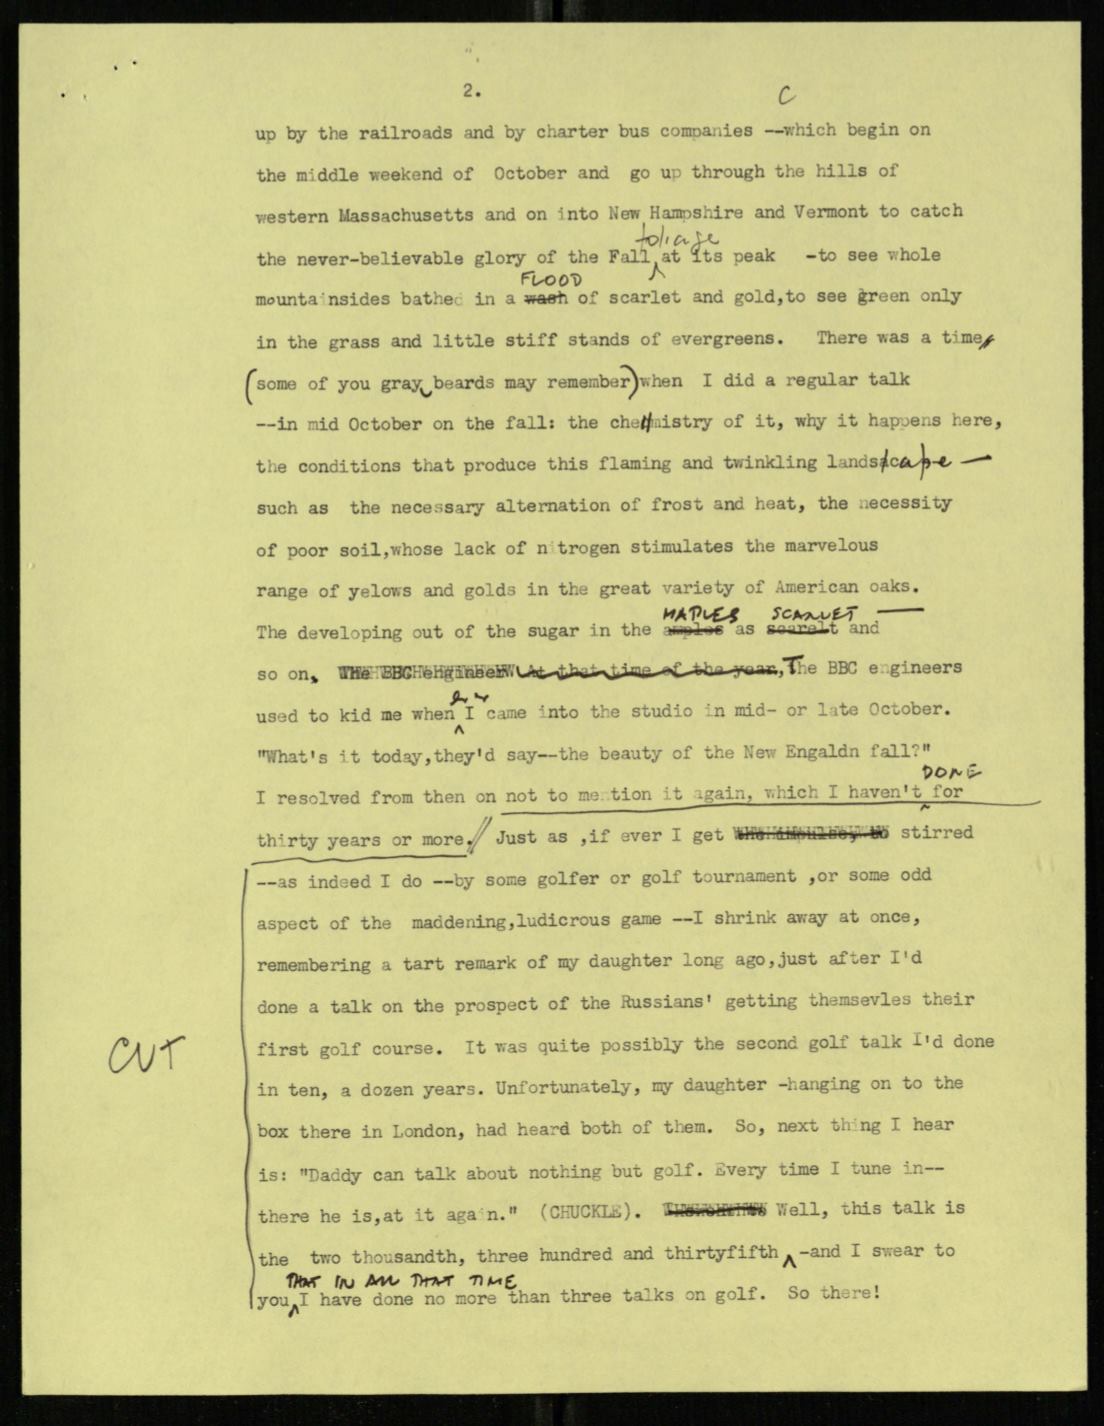 2.
C
up by the railroads and by charter bus companies --which begin on
the middle weekend of October and go up through the hills of
western Massachusetts and on into New Hampshire and Vermont to catch
foliage
the never-believable glory of the Fall at its peak -to see whole
FLOOD
mountainsides bathed in a wash of scarlet and gold,to see green only
in the grass and little stiff stands of evergreens. There was a time
(some of you gray beards may remember)when I did a regular talk
--in mid October on the fall: the chemistry of it, why it happens here,
the conditions that produce this flaming and twinkling landscape —
such as the necessary alternation of frost and heat, the necessity
of poor soil,whose lack of nitrogen stimulates the marvelous
range of yelows and golds in the great variety of American oaks.
MAPLES SCARLET —
The developing out of the sugar in the amples as scarelt and
so on. THe BBC engineers At that time of the year, The BBC engineers
used to kid me when I came into the studio in mid- or late October.
"What's it today,they'd say--the beauty of the New Engaldn fall?"
DONE
I resolved from then on not to mention it again, which I haven't for
thirty years or more.// Just as ,if ever I get the impulse, to stirred
--as indeed I do --by some golfer or golf tournament ,or some odd
aspect of the maddening,ludicrous game --I shrink away at once,
remembering a tart remark of my daughter long ago,just after I'd
done a talk on the prospect of the Russians' getting themsevles their
CUT
first golf course. It was quite possibly the second golf talk I'd done
in ten, a dozen years. Unfortunately, my daughter -hanging on to the
box there in London, had heard both of them. So, next thing I hear
is: "Daddy can talk about nothing but golf. Every time I tune in--
there he is,at it again." (CHUCKLE). Well, this talk is
the two thousandth, three hundred and thirtyfifth -and I swear to
THAT IN ALL THAT TIME
you I have done no more than three talks on golf. So there!